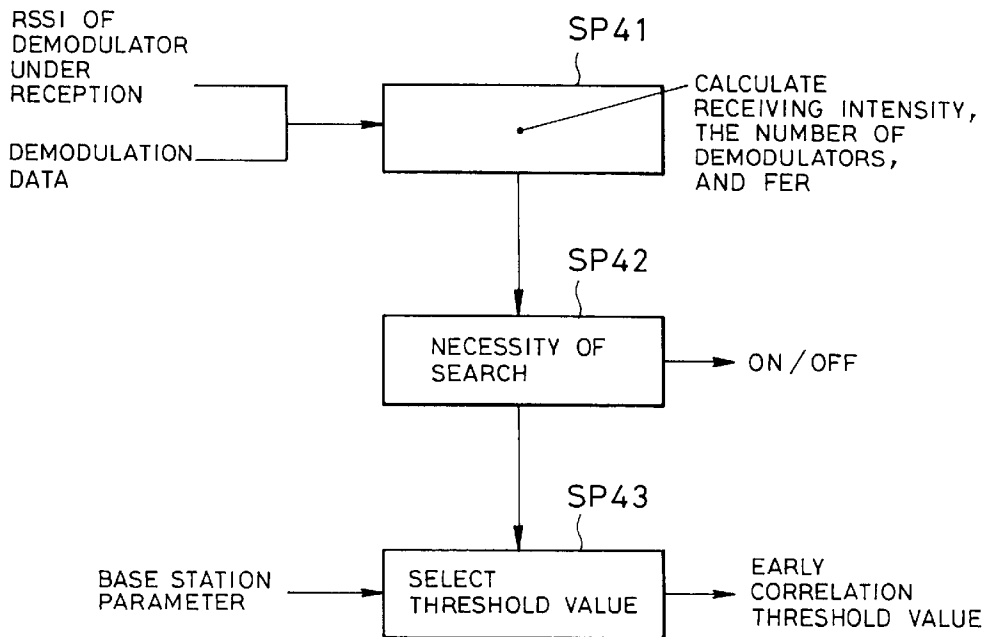 RSSI OF
DEMODULATOR
UNDER
RECEPTION
DEMODULATION
DATA
SP41
CALCULATE
RECEIVING INTENSITY,
THE NUMBER OF
DEMODULATORS,
AND FER
SP42
NECESSITY OF
SEARCH
ON/OFF
SP43
BASE STATION
PARAMETER
SELECT
THRESHOLD VALUE
EARLY
CORRELATION
THRESHOLD VALUE